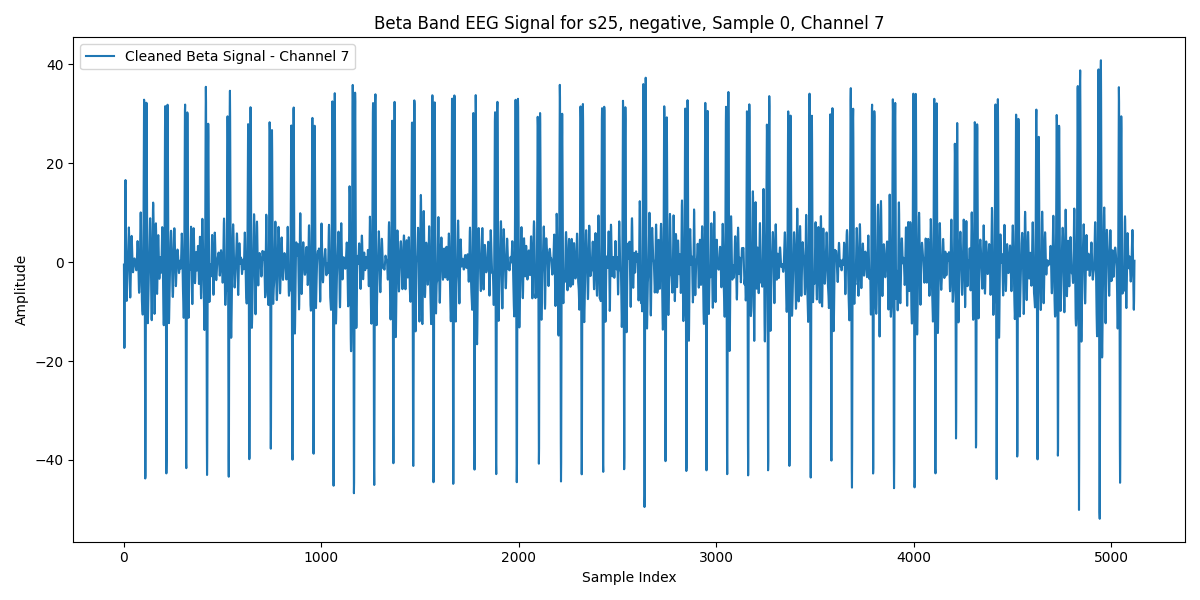 Beta Band EEG Signal for s25, negative, Sample 0, Channel 7
Cleaned Beta Signal - Channel 7
40
20
0
−20
−40
Amplitude
0 1000 2000 3000 4000 5000
Sample Index